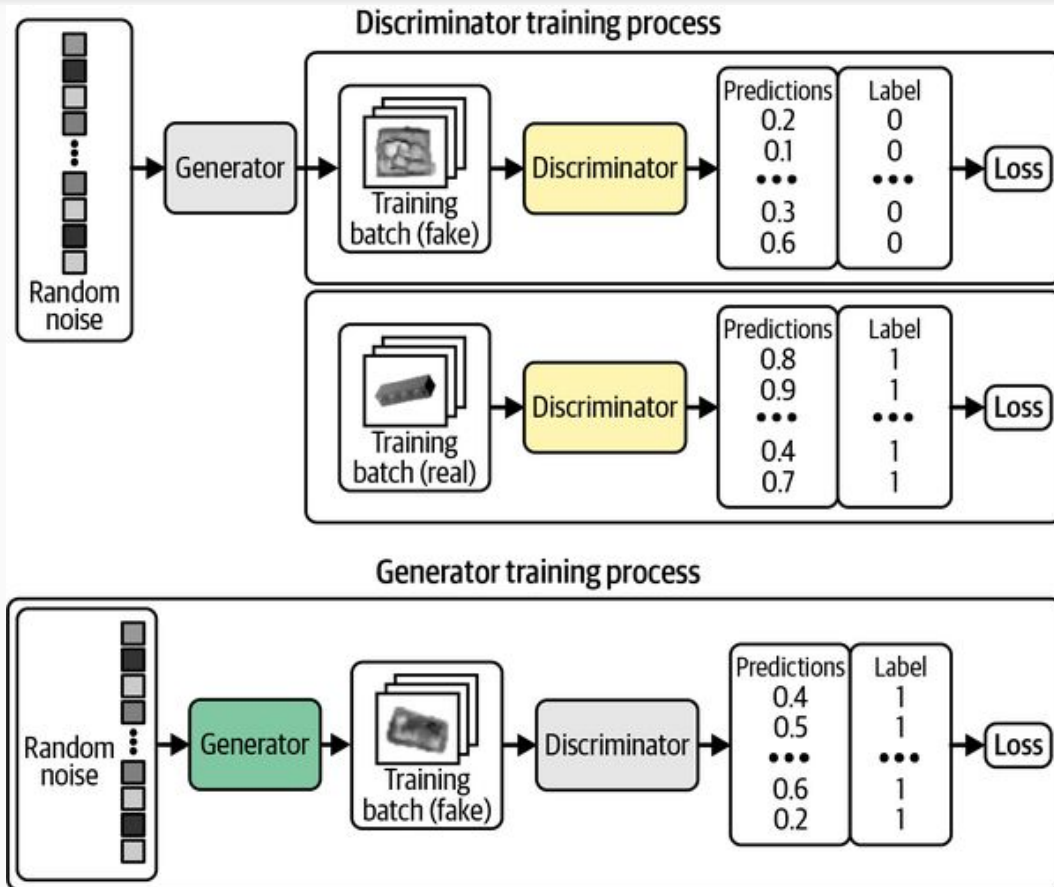 Discriminator training process
Random
noise
Generator
Training
batch (fake)
Discriminator
Predictions
0.2
0.1
•••
0.3
0.6
Label
0
0
•••
0
0
Loss
Training
batch (real)
Discriminator
Predictions
0.8
0.9
•••
0.4
0.7
Label
1
1
•••
1
1
Loss
Generator training process
Random
noise
Generator
Training
batch (fake)
Discriminator
Predictions
0.4
0.5
•••
0.6
0.2
Label
1
1
•••
1
1
Loss